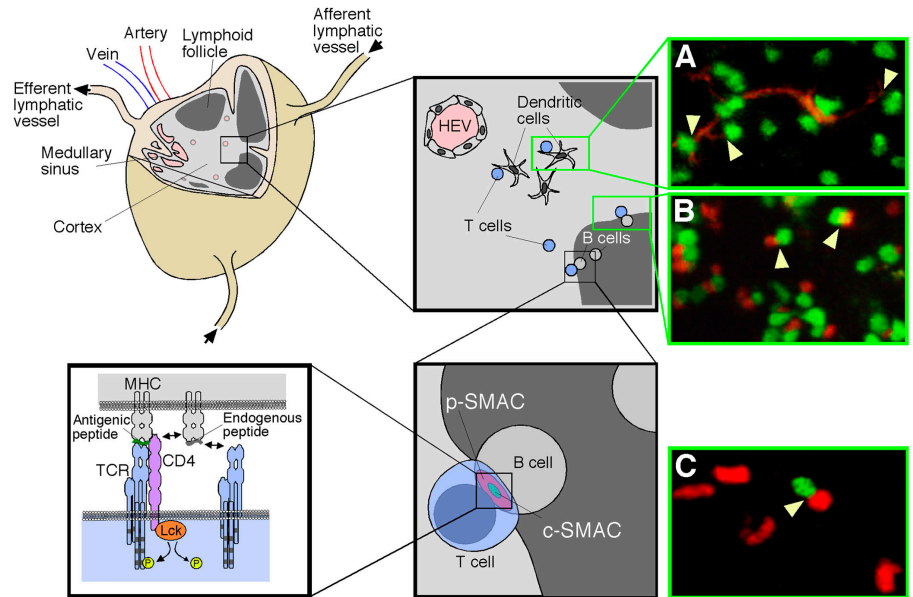 Artery
Vein
Lymphoid
follicle
Afferent
lymphatic
vessel
Efferent
lymphatic
vessel
Medullary
sinus
Cortex
HEV
Dendritic
cells
T cells
B cells
A
B
MHC
Antigenic
peptide
Endogenous
peptide
TCR
CD4
Lck
P
P
p-SMAC
B cell
c-SMAC
T cell
C